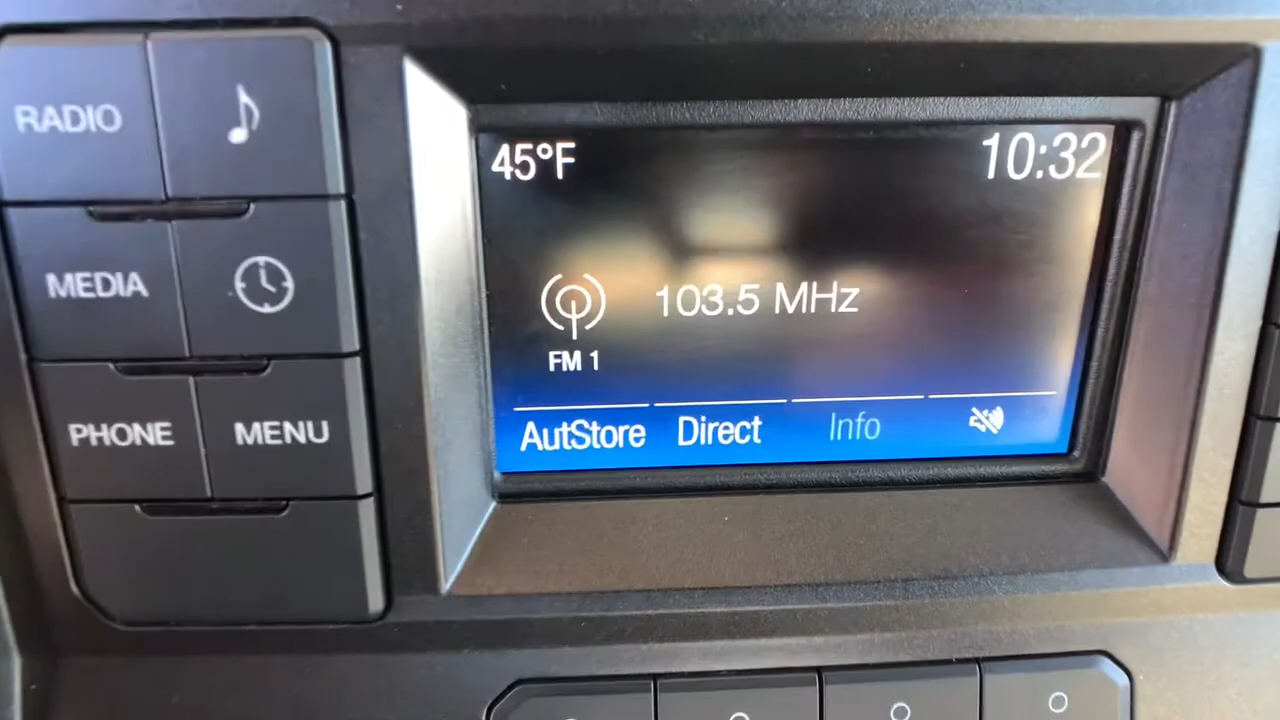 RADIO
MEDIA
PHONE
MENU
45°F
10:32
103.5 MHz
FM 1
AutStore
Direct
Info